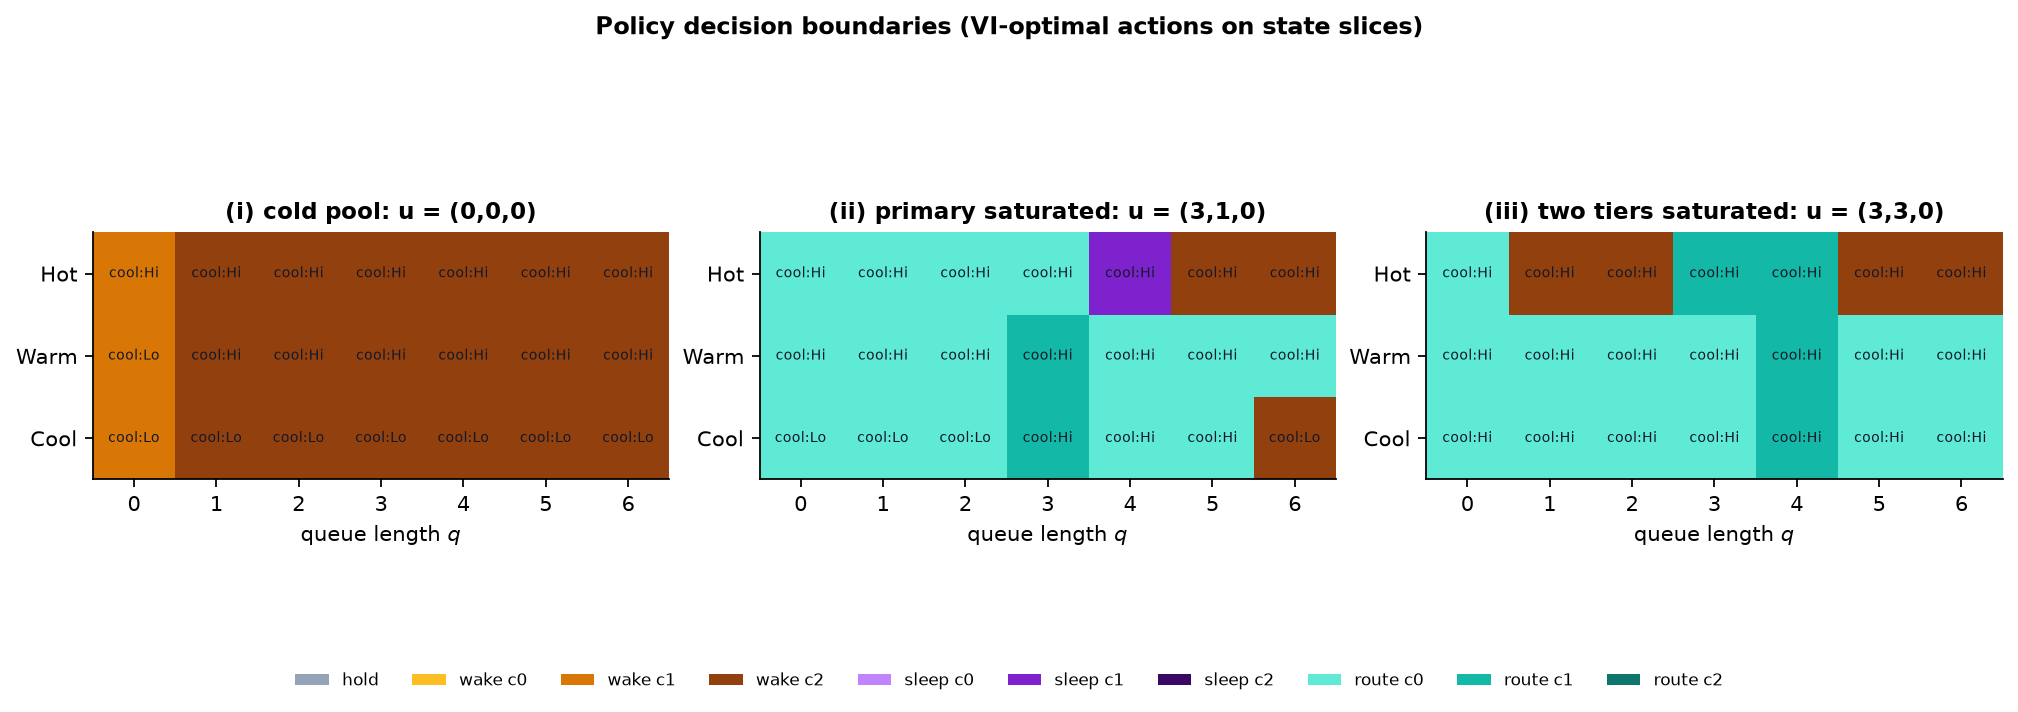 Policy decision boundaries (VI-optimal actions on state slices)
(i) cold pool: u = (0,0,0)
Hot cool:Hi cool:Hi cool:Hi cool:Hi cool:Hi cool:Hi cool:Hi
Warm cool:Lo cool:Hi cool:Hi cool:Hi cool:Hi cool:Hi cool:Hi
Cool cool:Lo cool:Lo cool:Lo cool:Lo cool:Lo cool:Lo cool:Lo
0 1 2 3 4 5 6
queue length q
(ii) primary saturated: u = (3,1,0)
Hot cool:Hi cool:Hi cool:Hi cool:Hi cool:Hi cool:Hi cool:Hi
Warm cool:Hi cool:Hi cool:Hi cool:Hi cool:Hi cool:Hi cool:Hi
Cool cool:Lo cool:Lo cool:Lo cool:Hi cool:Hi cool:Hi cool:Lo
0 1 2 3 4 5 6
queue length q
(iii) two tiers saturated: u = (3,3,0)
Hot cool:Hi cool:Hi cool:Hi cool:Hi cool:Hi cool:Hi cool:Hi
Warm cool:Hi cool:Hi cool:Hi cool:Hi cool:Hi cool:Hi cool:Hi
Cool cool:Hi cool:Hi cool:Hi cool:Hi cool:Hi cool:Hi cool:Hi
0 1 2 3 4 5 6
queue length q
hold wake c0 wake c1 wake c2 sleep c0 sleep c1 sleep c2 route c0 route c1 route c2